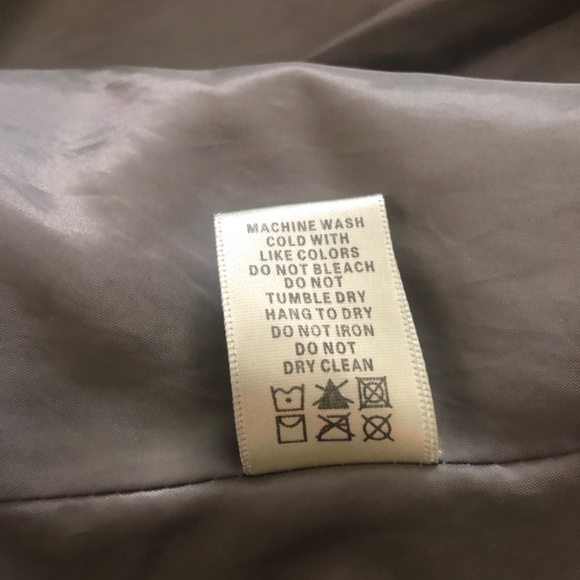 MACHINE WASH
COLD WITH
LIKE COLORS
DO NOT BLEACH
DO NOT
TUMBLE DRY
HANG TO DRY
DO NOT IRON
DO NOT
DRY CLEAN